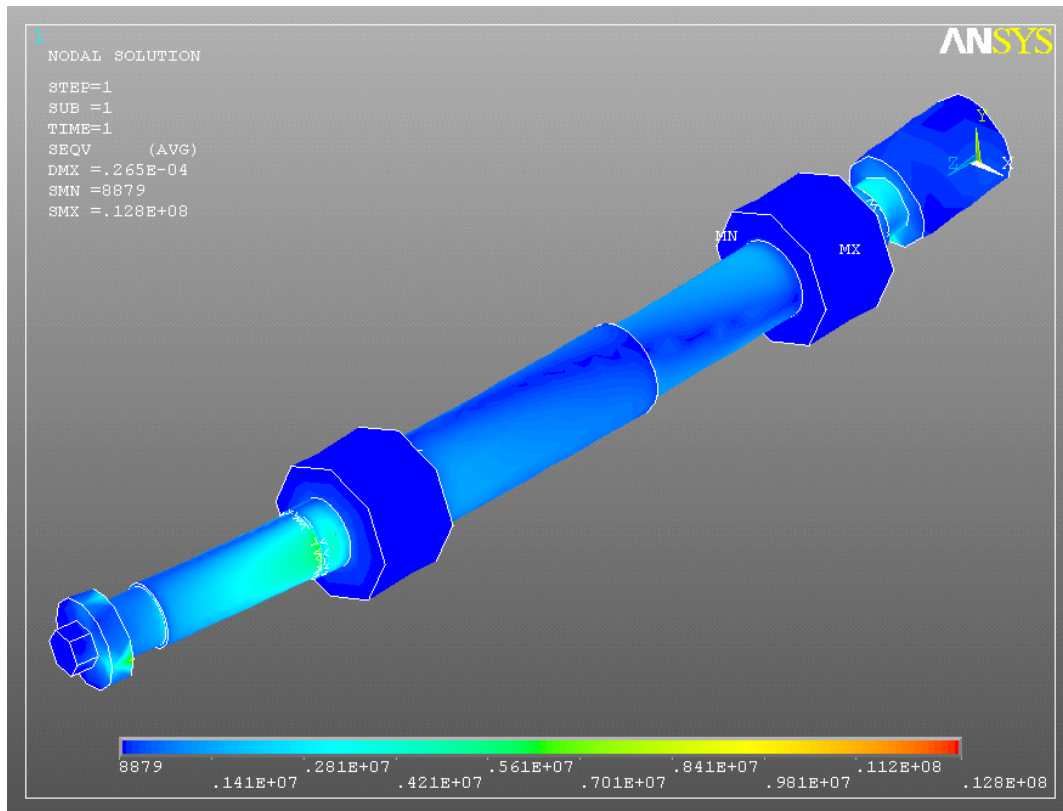 1
NODAL SOLUTION
ANSYS
STEP=1
SUB =1
TIME=1
SEQV (AVG)
DMX =.265E-04
SMN =8879
SMX =.128E+08
Y
Z X
MN
MX
8879 .281E+07 .561E+07 .841E+07 .112E+08
.141E+07 .421E+07 .701E+07 .981E+07 .128E+08